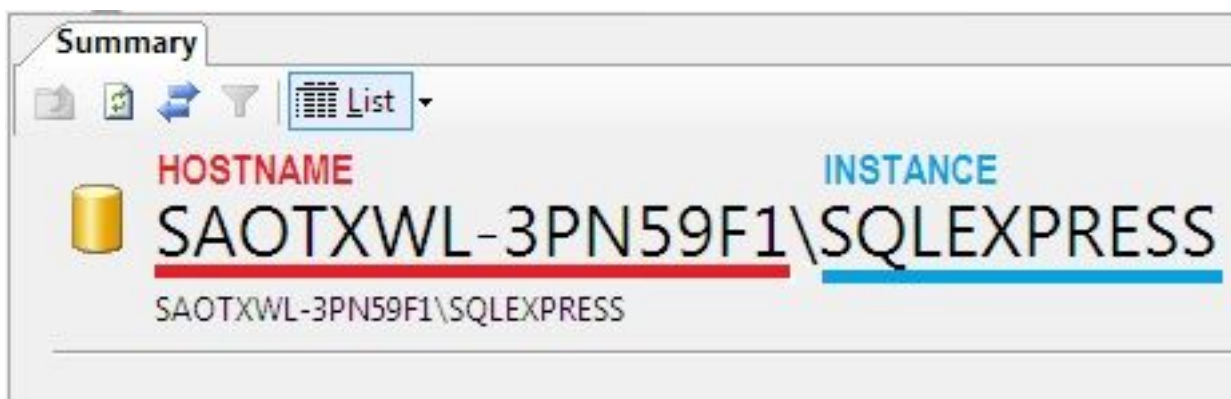 Summary
List
HOSTNAME INSTANCE
SAOTXWL-3PN59F1\SQLEXPRESS
SAOTXWL-3PN59F1\SQLEXPRESS